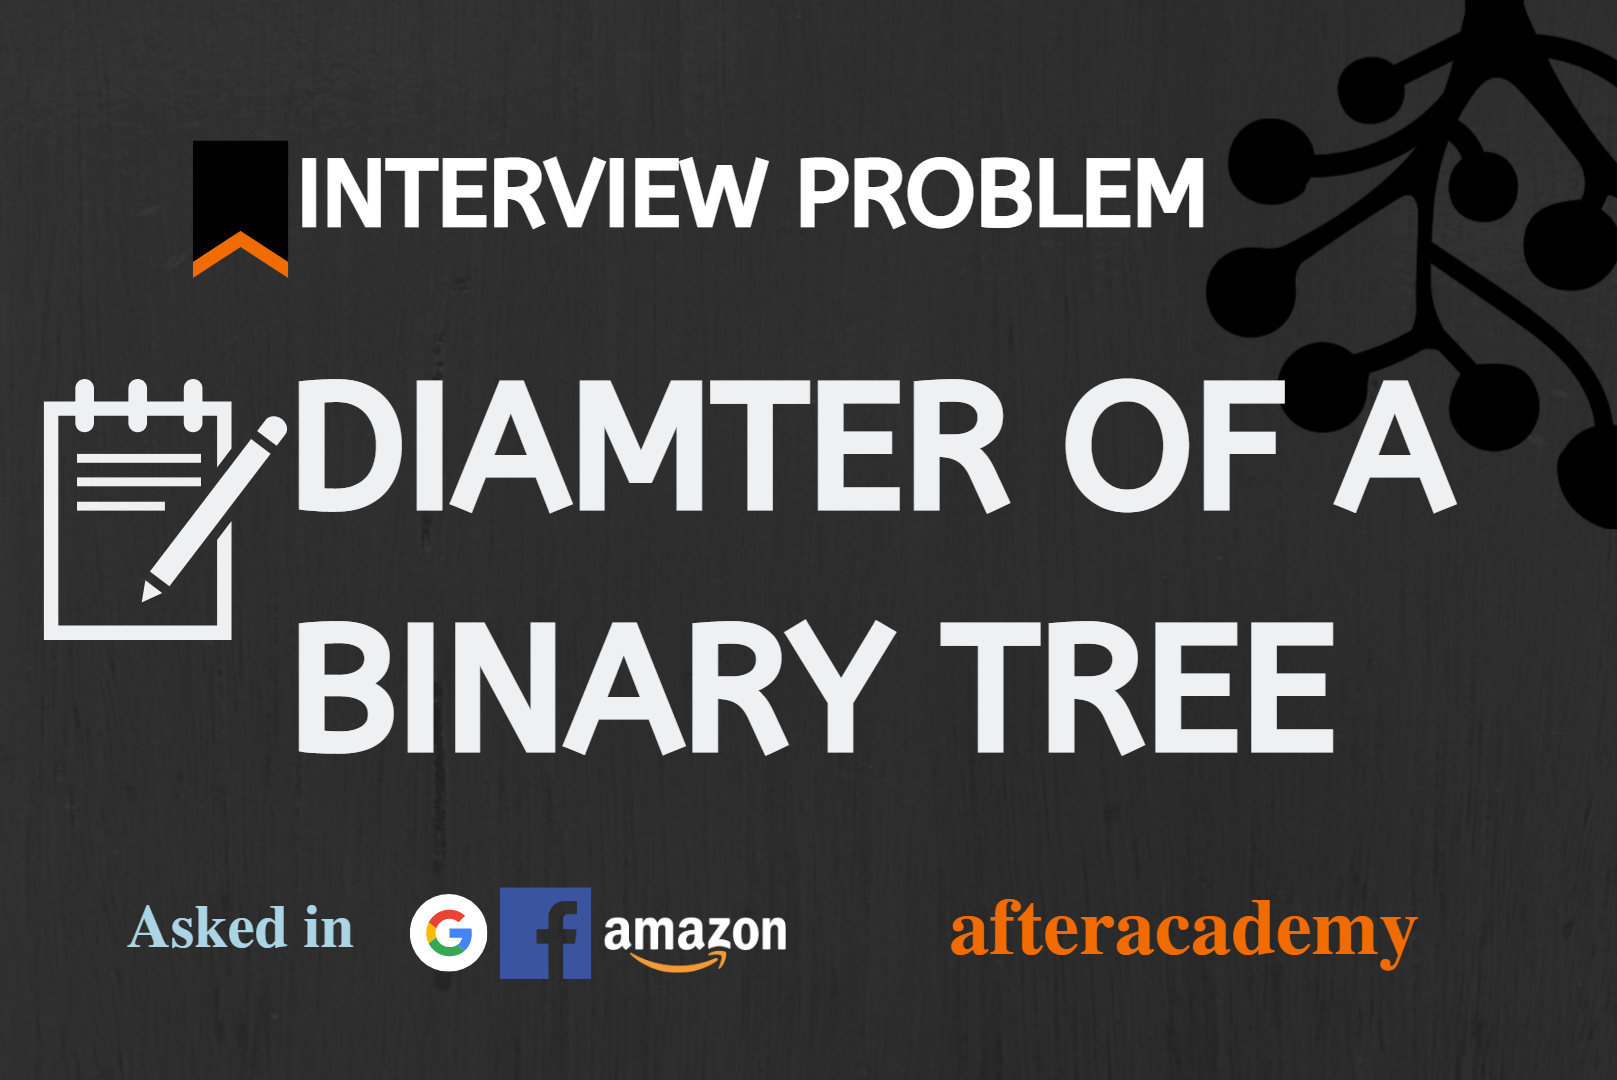 INTERVIEW PROBLEM
DIAMTER OF A
BINARY TREE
Asked in G f amazon afteracademy